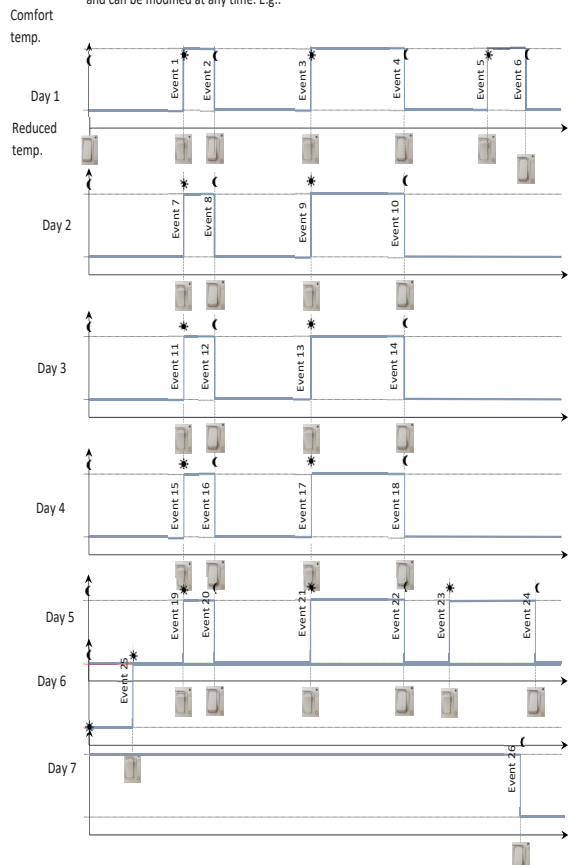 and can be modified at any time. E.g.:
Comfort
temp.
Day 1
Event 1
Event 2
Event 3
Event 4
Event 5
Event 6
Reduced
temp.
Day 2
Event 7
Event 8
Event 9
Event 10
Day 3
Event 11
Event 12
Event 13
Event 14
Day 4
Event 15
Event 16
Event 17
Event 18
Day 5
Event 19
Event 20
Event 21
Event 22
Event 23
Event 24
Day 6
Event 25
Day 7
Event 26